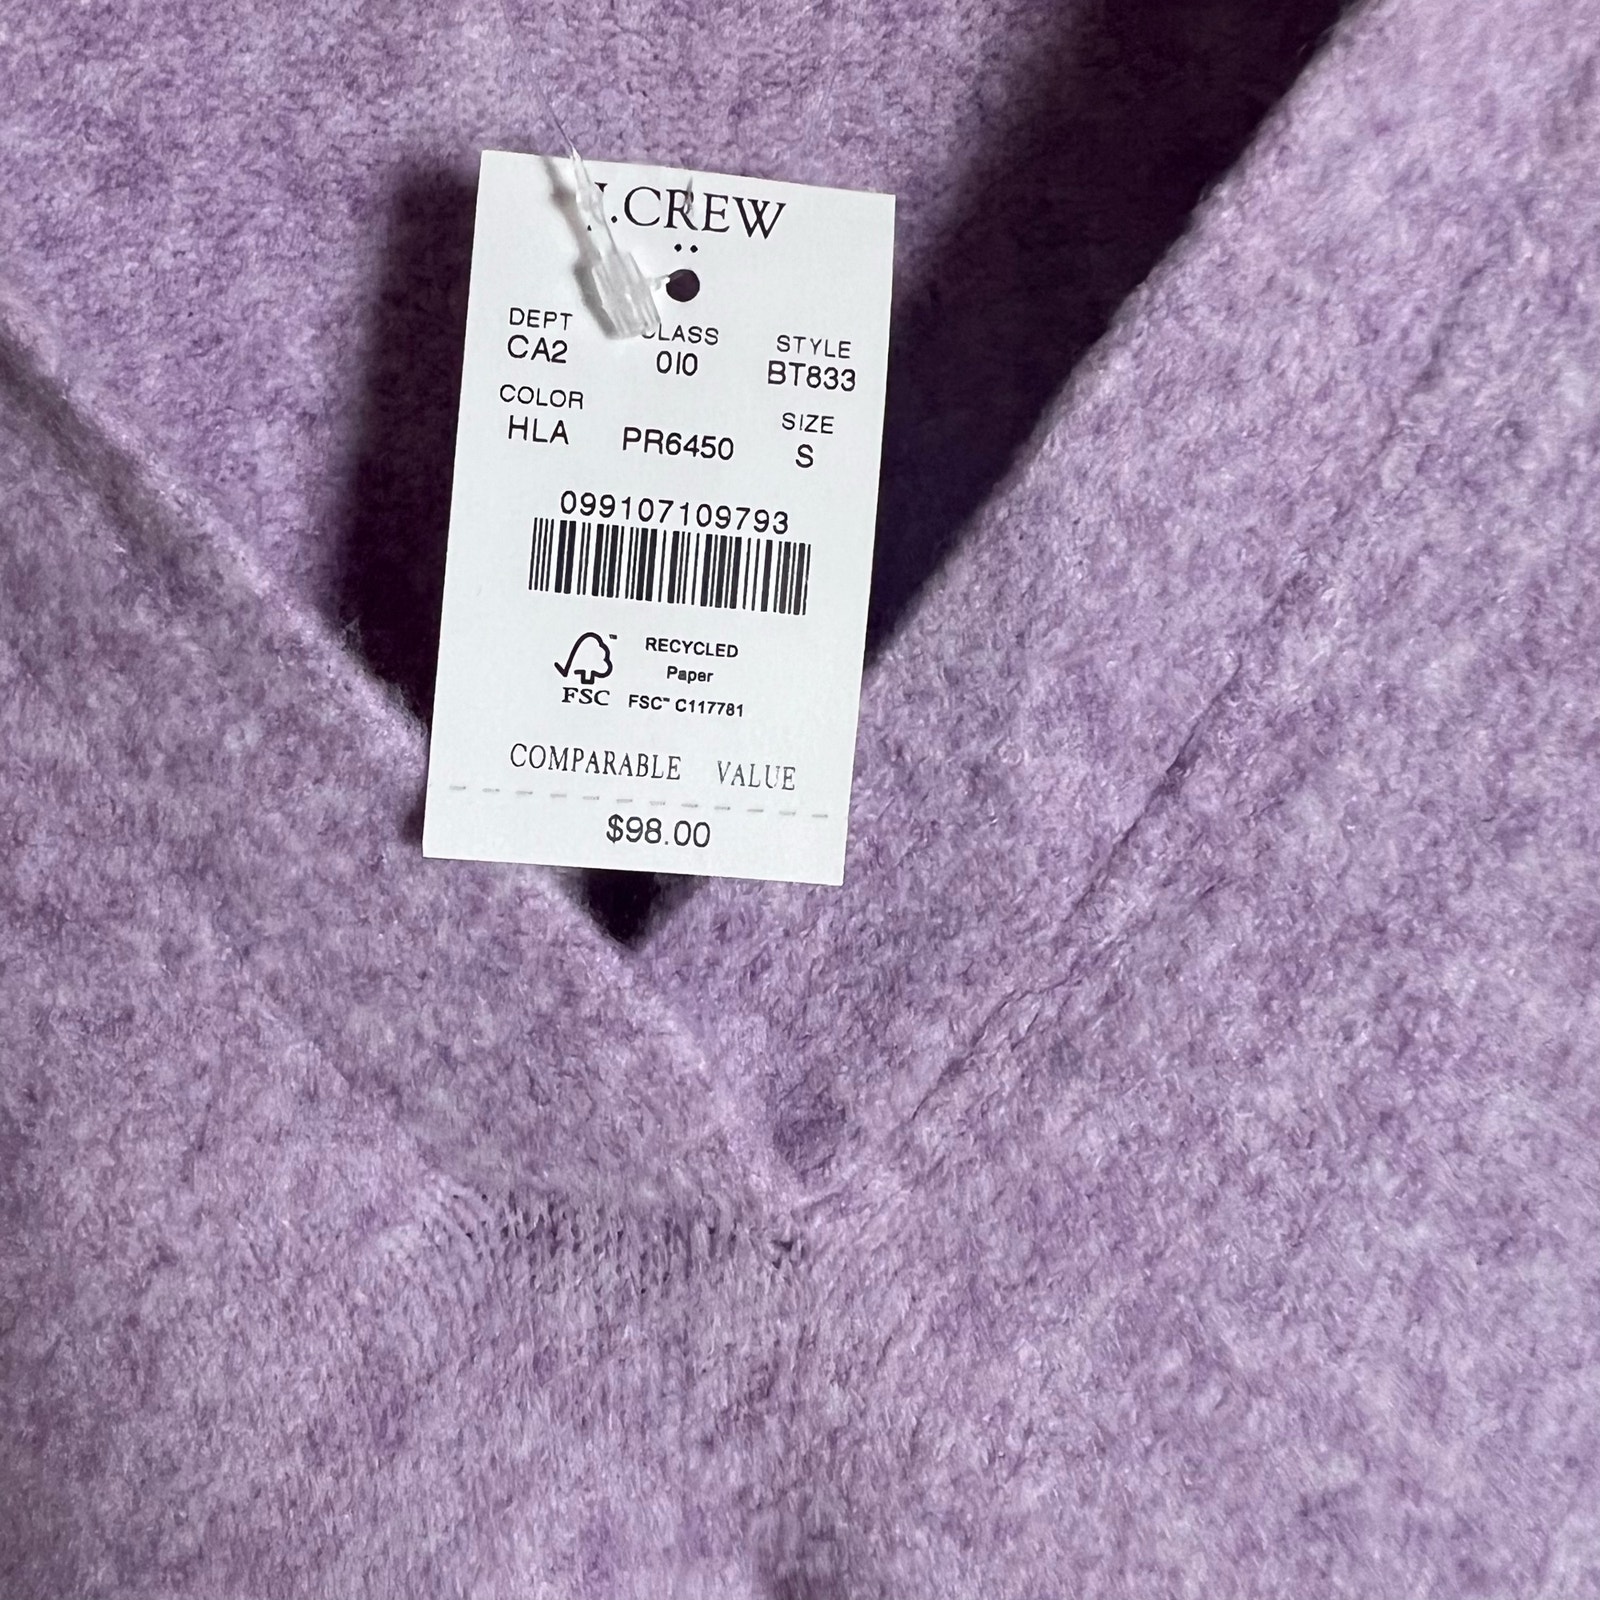 J.CREW
DEPT CLASS STYLE
CA2 010 BT833
COLOR SIZE
HLA PR6450 S
099107109793
RECYCLED
Paper
FSC FSC™ C117781
COMPARABLE VALUE
$98.00